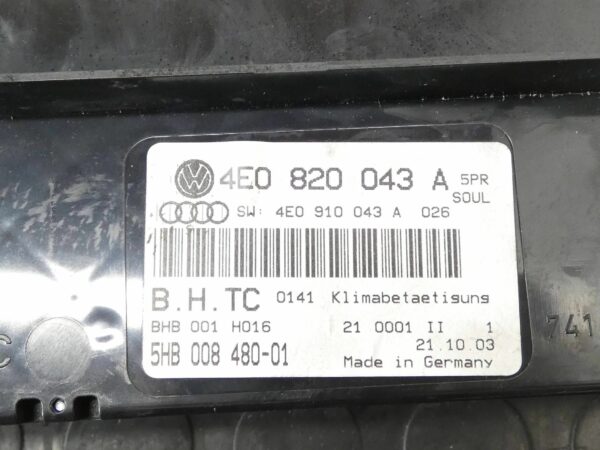 4E0 820 043 A 5PR
SOUL
SW: 4E0 910 043 A 026
B.H.TC 0141 Klimabetaetisung
BHB 001 H016 21 0001 II 1
21.10.03
5HB 008 480-01 Made in Germany
741
C